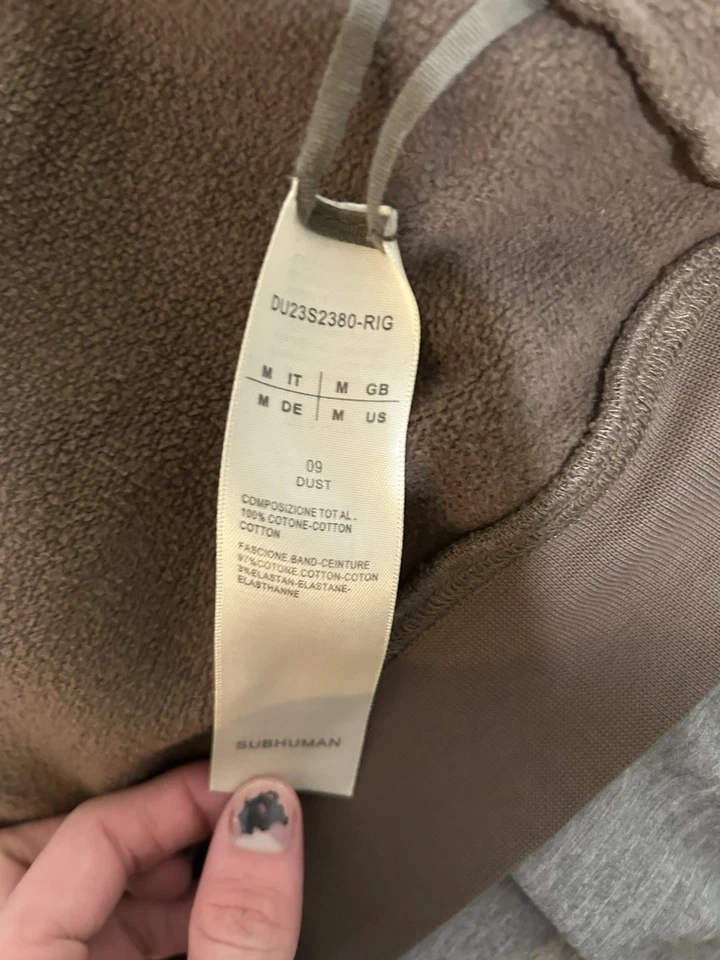 DU23S2380-RIG
M IT M GB
M DE M US
09
DUST
COMPOSIZIONE TOTAL-
100% COTONE-COTTON
COTTON
FASCIONE.BAND-CEINTURE
97%COTONE.COTTON-COTON
3%ELASTAN-ELASTANE-
ELASTHANNE
SUBHUMAN